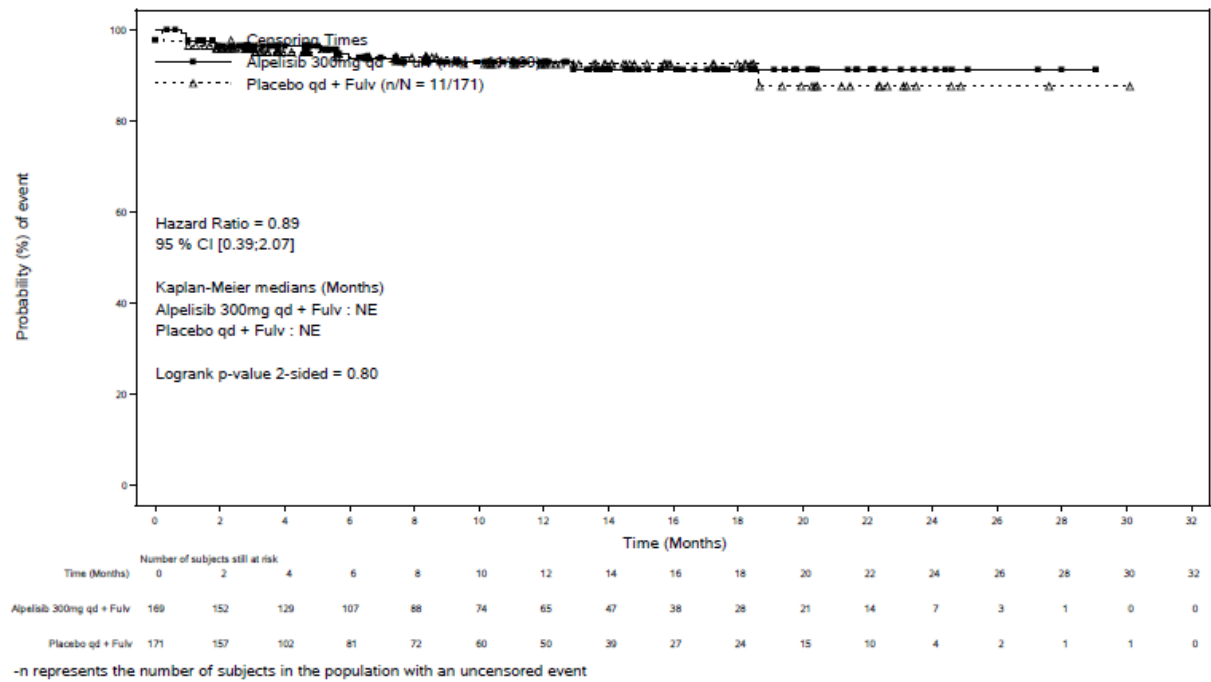 Censoring Times
Alpelisib 300mg qd + Fulv (n/N =
Placebo qd + Fulv (n/N = 11/171)
Probability (%) of event
100
80
60
40
20
0
Hazard Ratio = 0.89
95 % CI [0.39;2.07]
Kaplan-Meier medians (Months)
Alpelisib 300mg qd + Fulv : NE
Placebo qd + Fulv : NE
Logrank p-value 2-sided = 0.80
0 2 4 6 8 10 12 14 16 18 20 22 24 26 28 30 32
Time (Months)
Number of subjects still at risk
Time (Months) 0 2 4 6 8 10 12 14 16 18 20 22 24 26 28 30 32
Alpelisib 300mg qd + Fulv 169 152 129 107 88 74 65 47 38 28 21 14 7 3 1 0 0
Placebo qd + Fulv 171 157 102 81 72 60 50 39 27 24 15 10 4 2 1 1 0
-n represents the number of subjects in the population with an uncensored event